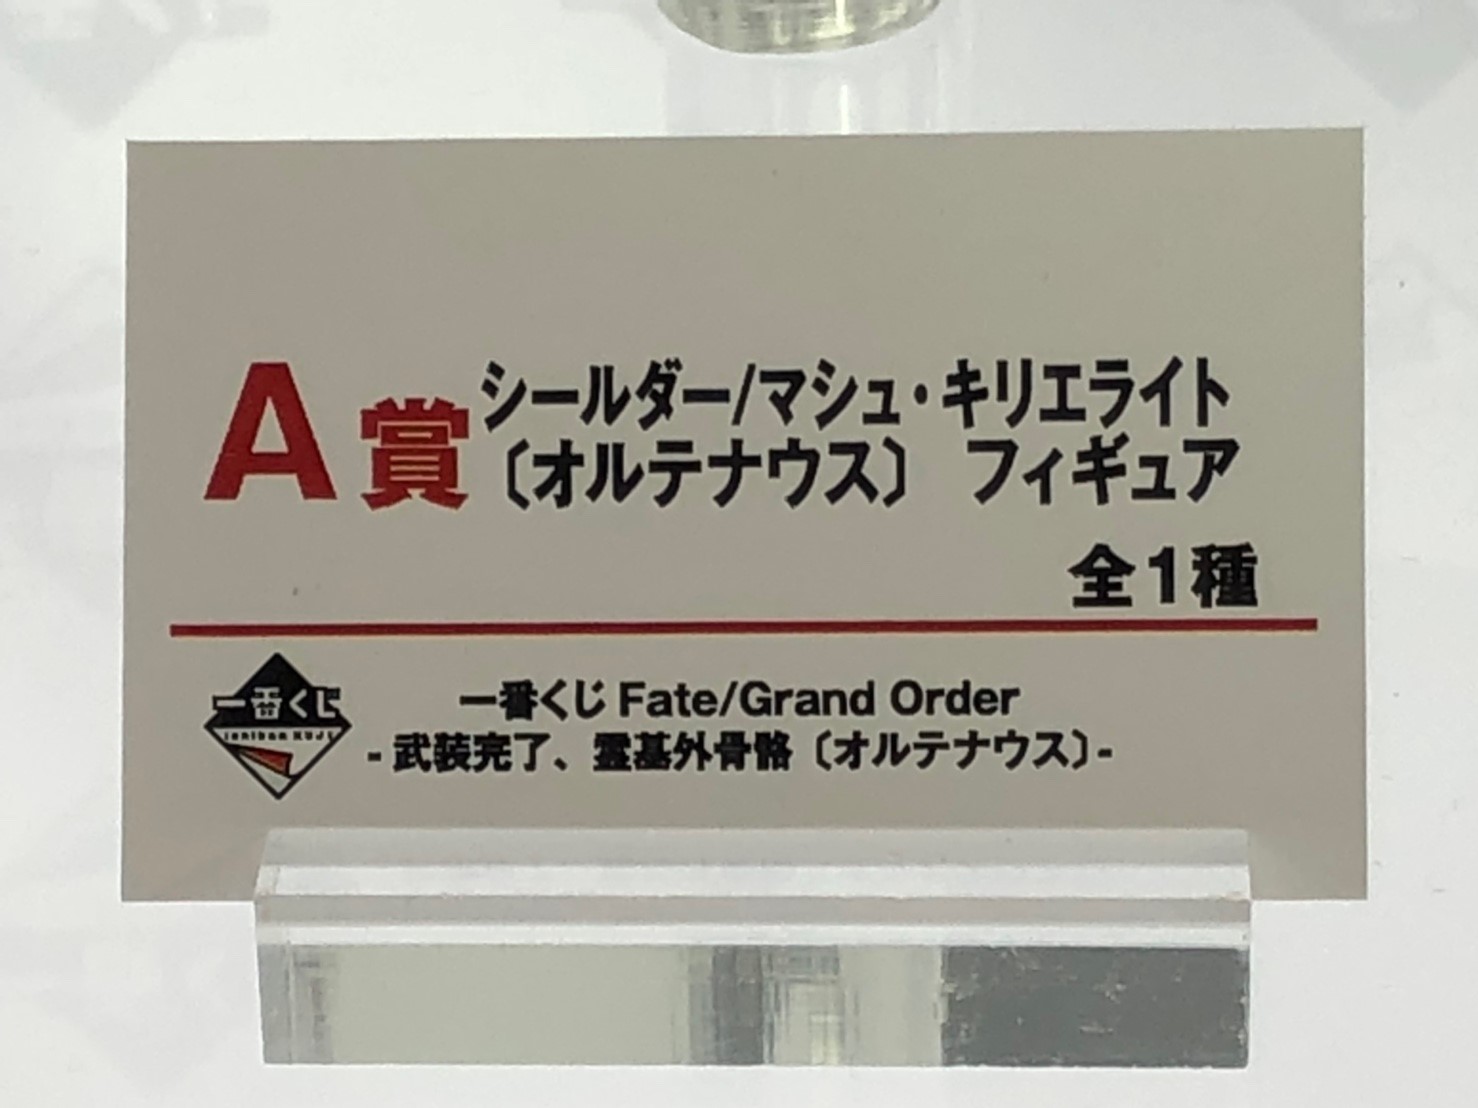 A賞 シールダー/マシュ・キリエライト
〔オルテナウス〕 フィギュア
全1種
一番くじ
Ichiban KUJI
一番くじ Fate/Grand Order
- 武装完了、霊基外骨骼〔オルテナウス〕-